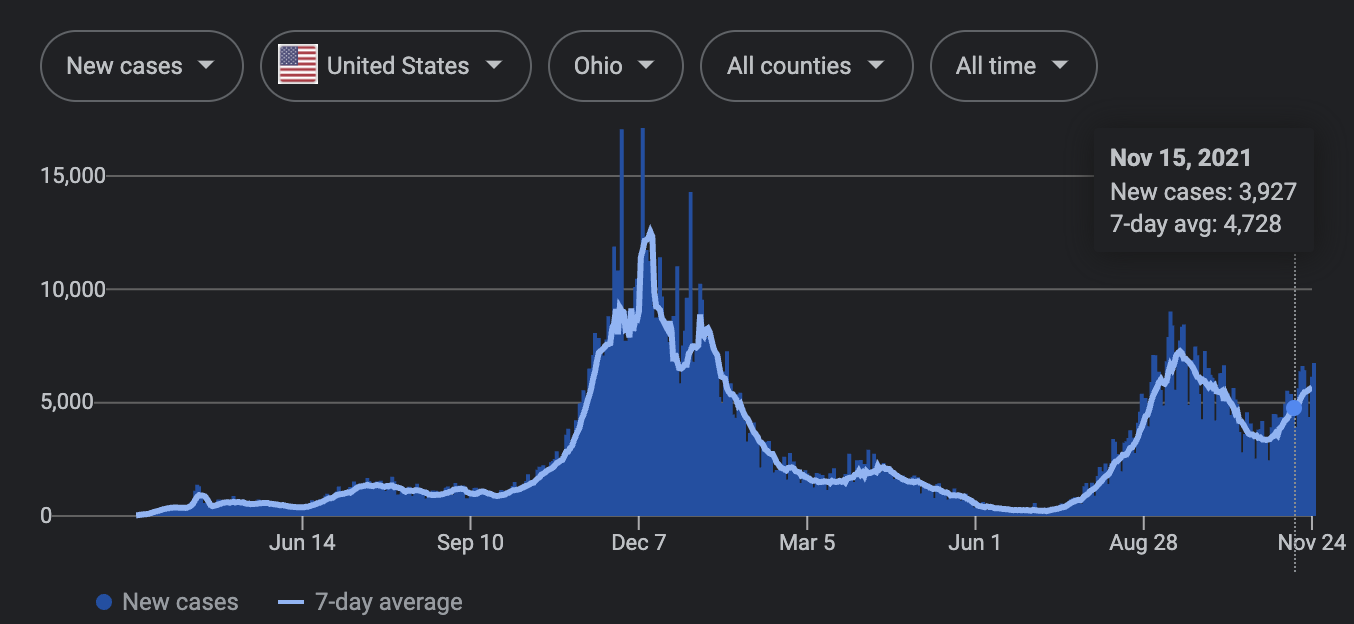 New cases United States Ohio All counties All time
Nov 15, 2021
New cases: 3,927
7-day avg: 4,728
15,000
10,000
5,000
0
Jun 14 Sep 10 Dec 7 Mar 5 Jun 1 Aug 28 Nov 24
New cases 7-day average